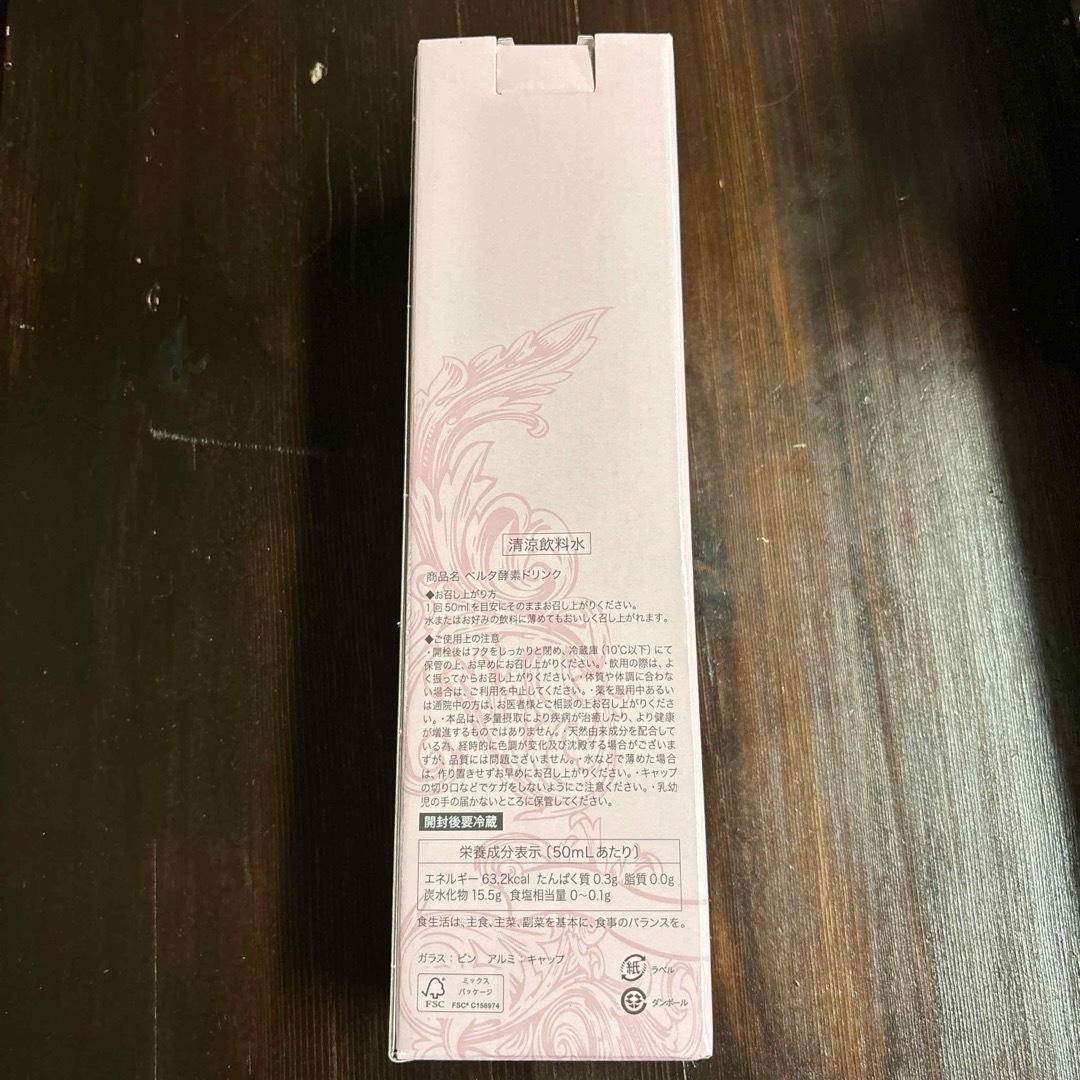 清涼飲料水
商品名 ベルタ酵素ドリンク
◆お召し上がり方
1回50mlを目安にそのままお召し上がりください。
水またはお好みの飲料に薄めてもおいしく召し上がれます。
◆ご使用上の注意
・開栓後はフタをしっかりと閉め、冷蔵庫(10℃以下)にて
保管の上、お早めにお召し上がりください。・飲用の際は、よ
く振ってからお召し上がりください。・体質や体調に合わな
い場合は、ご利用を中止してください。・薬を服用中あるい
は通院中の方は、お医者様とご相談の上お召し上がりくださ
い。・本品は、多量摂取により疾病が治癒したり、より健康
が増進するものではありません。・天然由来成分を配合して
いる為、経時的に色調が変化及び沈殿する場合がございま
すが、品質には問題ございません。・水などで薄めた場合
は、作り置きせずお早めにお召し上がりください。・キャップ
の切り口などでケガをしないようにご注意ください。・乳幼
児の手の届かないところに保管してください。
開封後要冷蔵
栄養成分表示〔50mLあたり〕
エネルギー 63.2kcal たんぱく質 0.3g 脂質 0.0g
炭水化物 15.5g 食塩相当量 0～0.1g
食生活は、主食、主菜、副菜を基本に、食事のバランスを。
ガラス：ビン アルミ：キャップ
FSC
ミックス
パッケージ
FSC® C156974
紙 ラベル
ダンボール